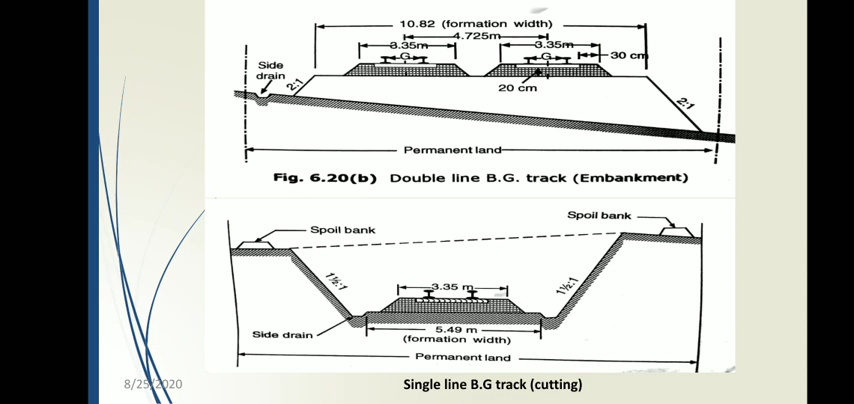 10.82 (formation width)
4.725m
3.35m
3.35m
G
G
30 cm
Side
drain
2:1
20 cm
2:1
Permanent land
Fig. 6.20(b) Double line B.G. track (Embankment)
Spoil bank
Spoil bank
1½:1
3.35 m
1½:1
Side drain
5.49 m
(formation width)
Permanent land
8/25/2020
Single line B.G track (cutting)